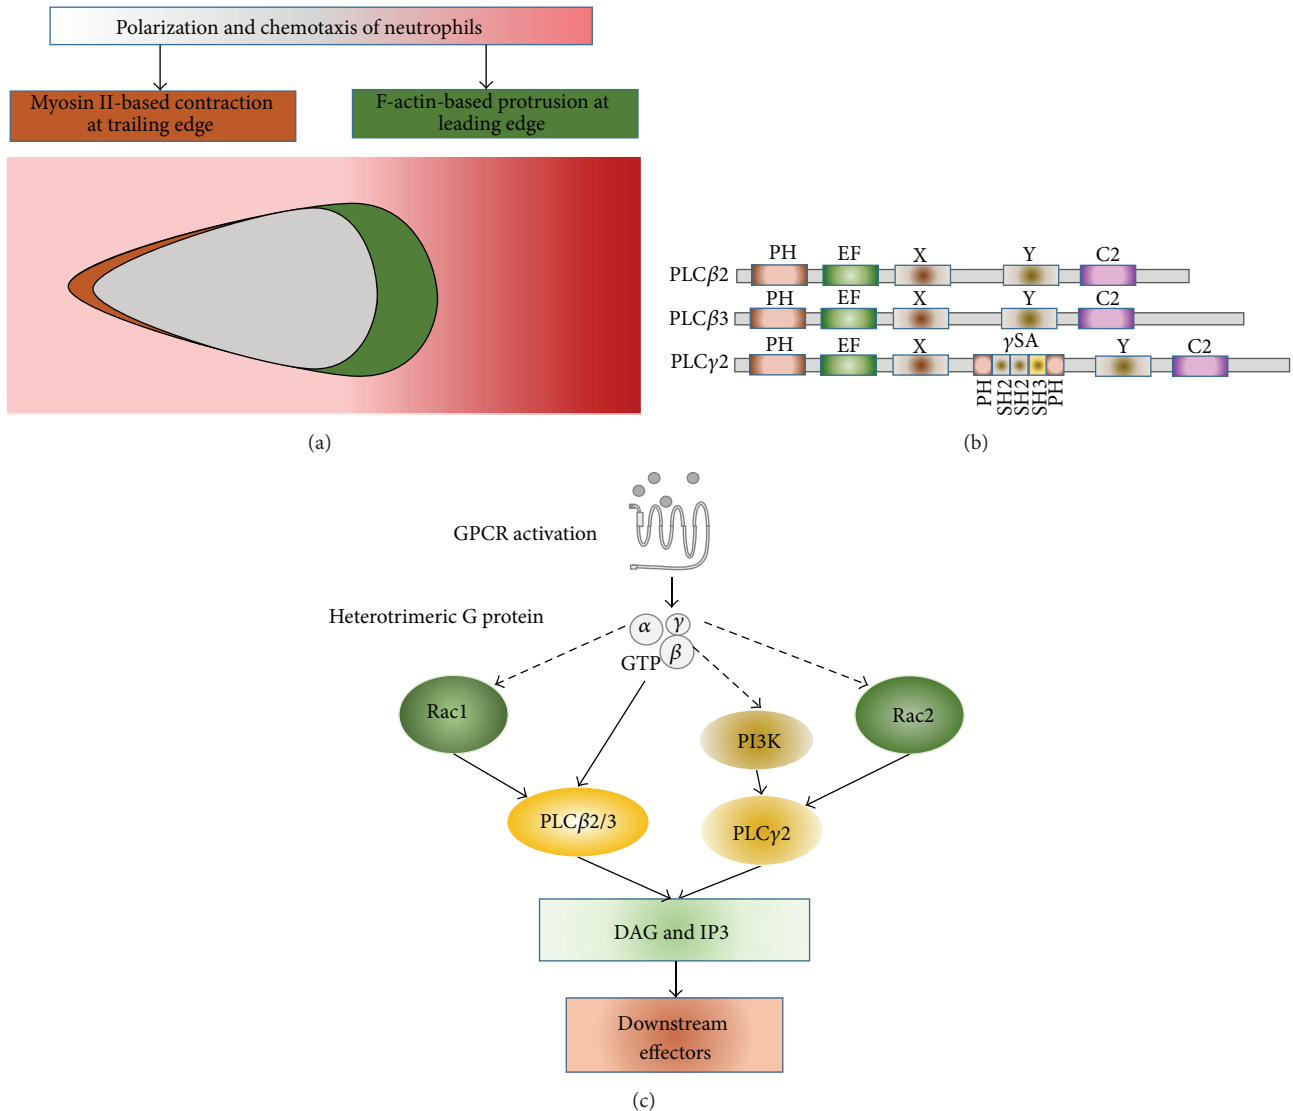 Polarization and chemotaxis of neutrophils
Myosin II-based contraction
at trailing edge
F-actin-based protrusion at
leading edge
(a)
PH EF X Y C2
PLCβ2
PH EF X Y C2
PLCβ3
PH EF X γSA Y C2
PLCγ2
PH SH2 SH2 SH3 PH
(b)
GPCR activation
Heterotrimeric G protein
α γ
β
GTP
Rac1
Rac2
PI3K
PLCβ2/3
PLCγ2
DAG and IP3
Downstream
effectors
(c)